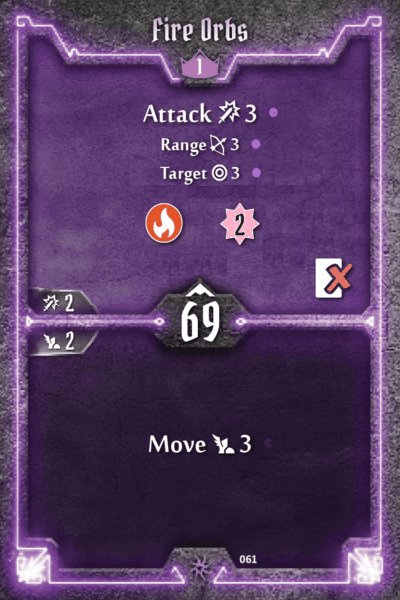 Fire Orbs
1
Attack 3
Range 3
Target 3
2
2
69
2
Move 3
061